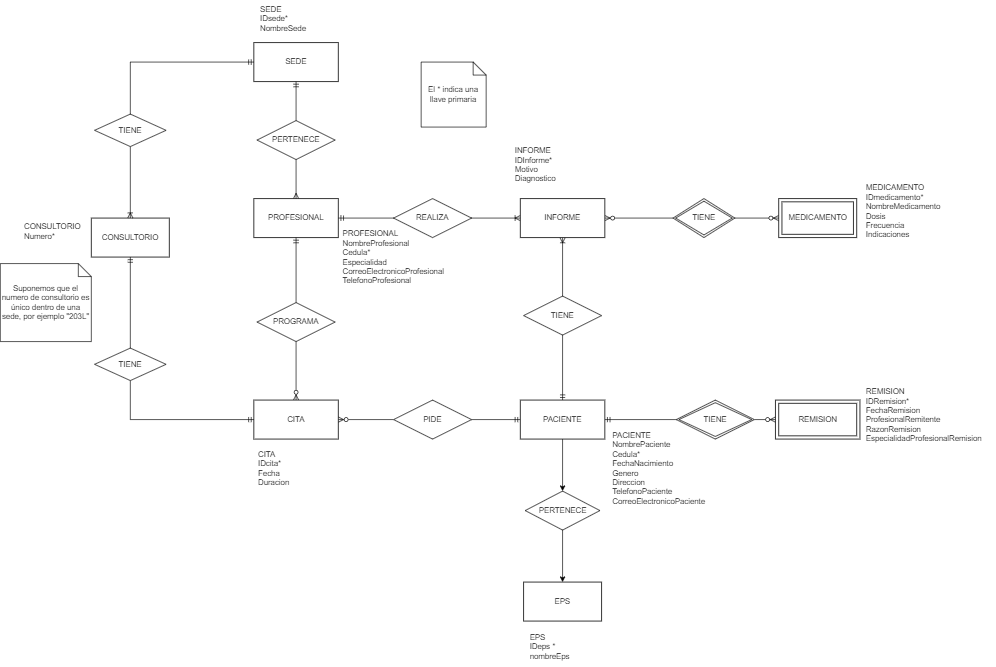 SEDE
IDsede*
NombreSede
SEDE
El * indica una
llave primaria
TIENE
PERTENECE
INFORME
IDInforme*
Motivo
Diagnostico
MEDICAMENTO
IDmedicamento*
NombreMedicamento
Dosis
Frecuencia
Indicaciones
CONSULTORIO
Numero*
CONSULTORIO
PROFESIONAL
REALIZA
INFORME
TIENE
MEDICAMENTO
PROFESIONAL
NombreProfesional
Cedula*
Especialidad
CorreoElectronicoProfesional
TelefonoProfesional
Suponemos que el
numero de consultorio es
único dentro de una
sede, por ejemplo "203L"
PROGRAMA
TIENE
TIENE
CITA
PIDE
PACIENTE
TIENE
REMISION
REMISION
IDRemision*
FechaRemision
ProfesionalRemitente
RazonRemision
EspecialidadProfesionalRemision
CITA
IDcita*
Fecha
Duracion
PACIENTE
NombrePaciente
Cedula*
FechaNacimiento
Genero
Direccion
TelefonoPaciente
CorreoElectronicoPaciente
PERTENECE
EPS
EPS
IDeps *
nombreEps